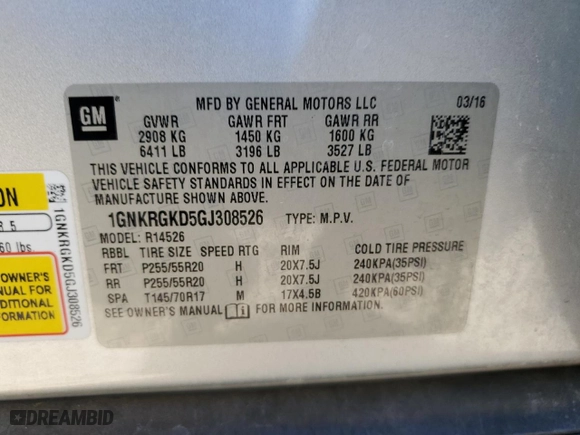 GM
MFD BY GENERAL MOTORS LLC 03/16
GVWR GAWR FRT GAWR RR
2908 KG 1450 KG 1600 KG
6411 LB 3196 LB 3527 LB
THIS VEHICLE CONFORMS TO ALL APPLICABLE U.S. FEDERAL MOTOR
VEHICLE SAFETY STANDARDS IN EFFECT ON THE DATE OF
MANUFACTURE SHOWN ABOVE.
1GNKRGKD5GJ308526 TYPE: M.P.V.
MODEL: R14526
RBBL TIRE SIZE SPEED RTG RIM COLD TIRE PRESSURE
FRT P255/55R20 H 20X7.5J 240KPA(35PSI)
RR P255/55R20 H 20X7.5J 240KPA(35PSI)
SPA T145/70R17 M 17X4.5B 420KPA(60PSI)
SEE OWNER'S MANUAL FOR MORE INFORMATION
ON
8.5
60 lbs
OWNER'S
NUAL FOR
DITIONAL
ORMATION
1GNKRGKD5GJ308526
DREAMBID